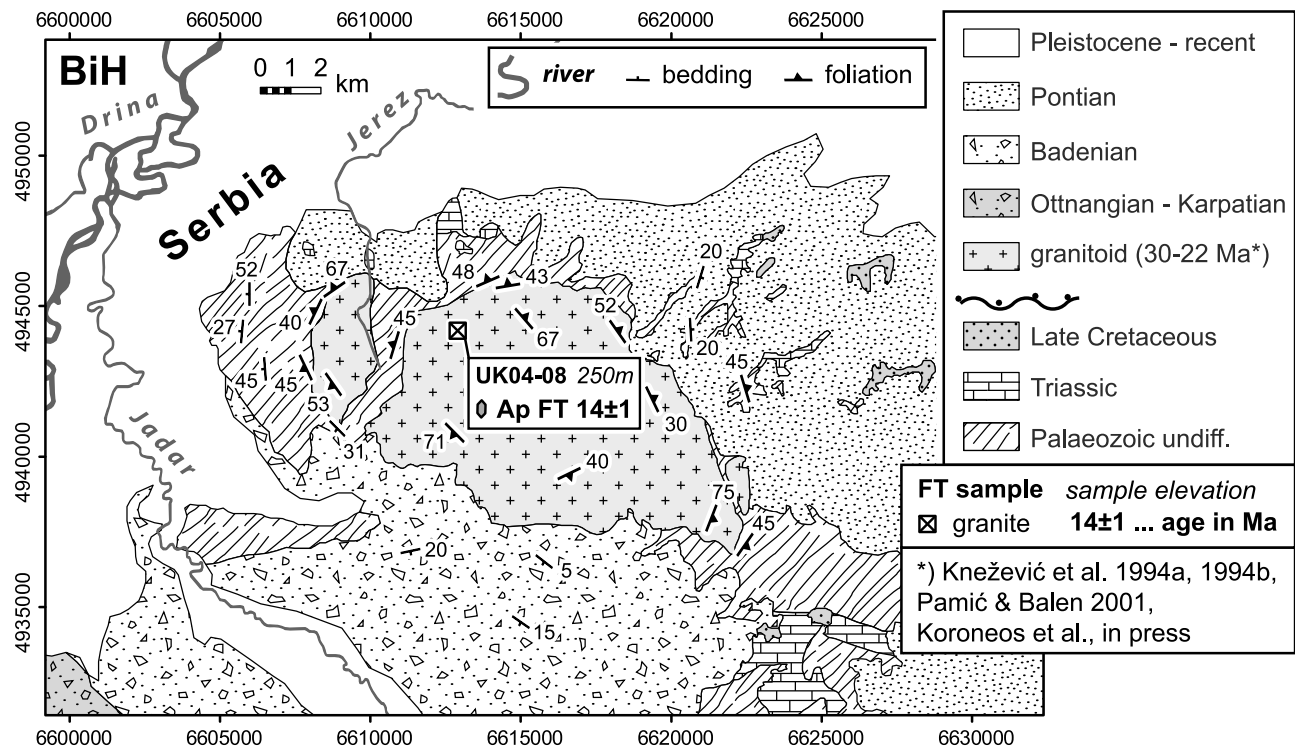 6600000 6605000 6610000 6615000 6620000 6625000
BiH
0 1 2
km
river bedding foliation
Drina
Jerez
Serbia
Jadar
4950000
4945000
4940000
4935000
20
52
67
48
43
27
40
45
52
67
20
45
45
45
53
31
71
30
40
75
45
20
5
15
UK04-08 250m
Ap FT 14±1
Pleistocene - recent
Pontian
Badenian
Ottnangian - Karpatian
granitoid (30-22 Ma*)
Late Cretaceous
Triassic
Palaeozoic undiff.
FT sample sample elevation
granite 14±1 ... age in Ma
*) Knežević et al. 1994a, 1994b,
Pamić & Balen 2001,
Koroneos et al., in press
6600000 6605000 6610000 6615000 6620000 6625000 6630000